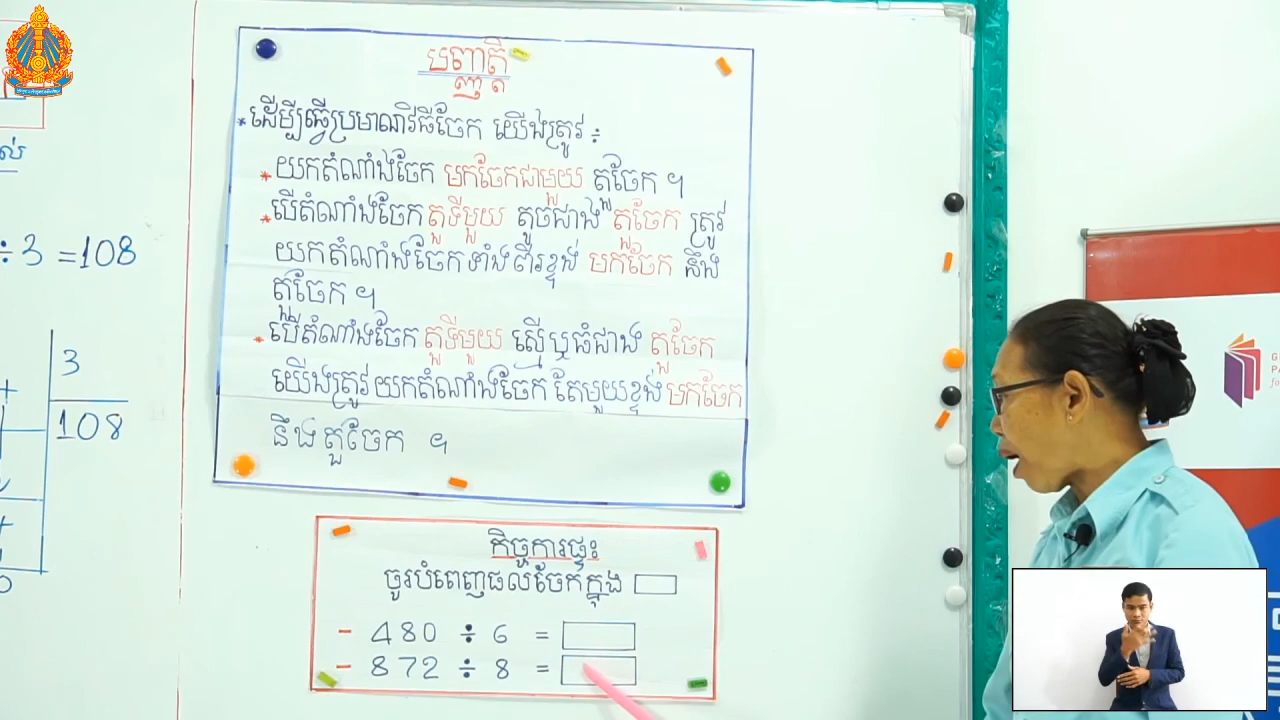 ស់
÷3 =108
3
108
បញ្ញត្តិ
*ដើម្បីធ្វើប្រមាណវិធីចែក យើងត្រូវ ÷
* យកតំណាំងចែក មកចែកជាមួយ តួចែក ។
* បើតំណាំងចែកតួទីមួយ តូចជាង តួចែក ត្រូវ
យកតំណាំងចែកទាំងពីរខ្ទង់ មកចែក នឹង
តួចែក ។
* បើតំណាំងចែក តួទីមួយ ស្មើឬធំជាង តួចែក
យើងត្រូវយកតំណាំងចែក តែមួយខ្ទង់ មកចែក
នឹងតួចែក ។
កិច្ចការផ្ទះ
ចូរបំពេញផលចែកក្នុង
- 480 ÷ 6 =
- 872 ÷ 8 =